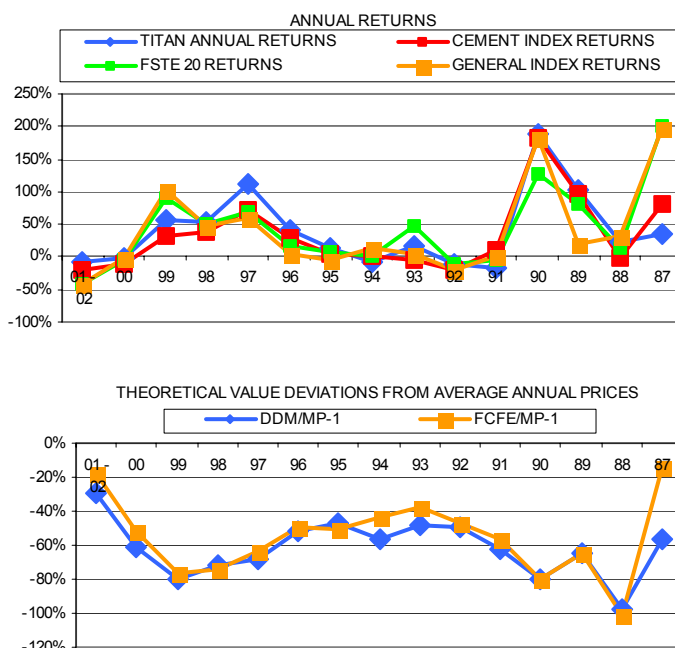 ANNUAL RETURNS
TITAN ANNUAL RETURNS CEMENT INDEX RETURNS
FSTE 20 RETURNS GENERAL INDEX RETURNS
250%
200%
150%
100%
50%
0%
-50%
-100%
01-02 00 99 98 97 96 95 94 93 92 91 90 89 88 87
THEORETICAL VALUE DEVIATIONS FROM AVERAGE ANNUAL PRICES
DDM/MP-1 FCFE/MP-1
0%
01-02 00 99 98 97 96 95 94 93 92 91 90 89 88 87
-20%
-40%
-60%
-80%
-100%
-120%